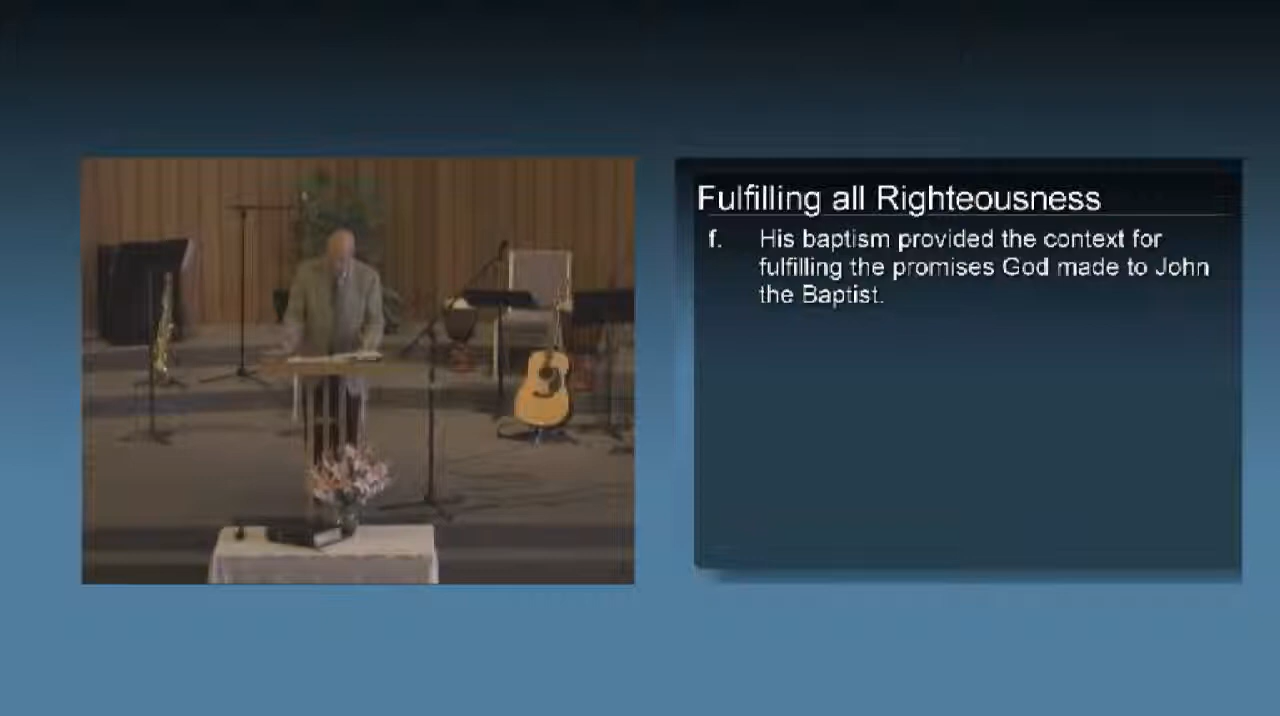 Fulfilling all Righteousness
f. His baptism provided the context for
fulfilling the promises God made to John
the Baptist.